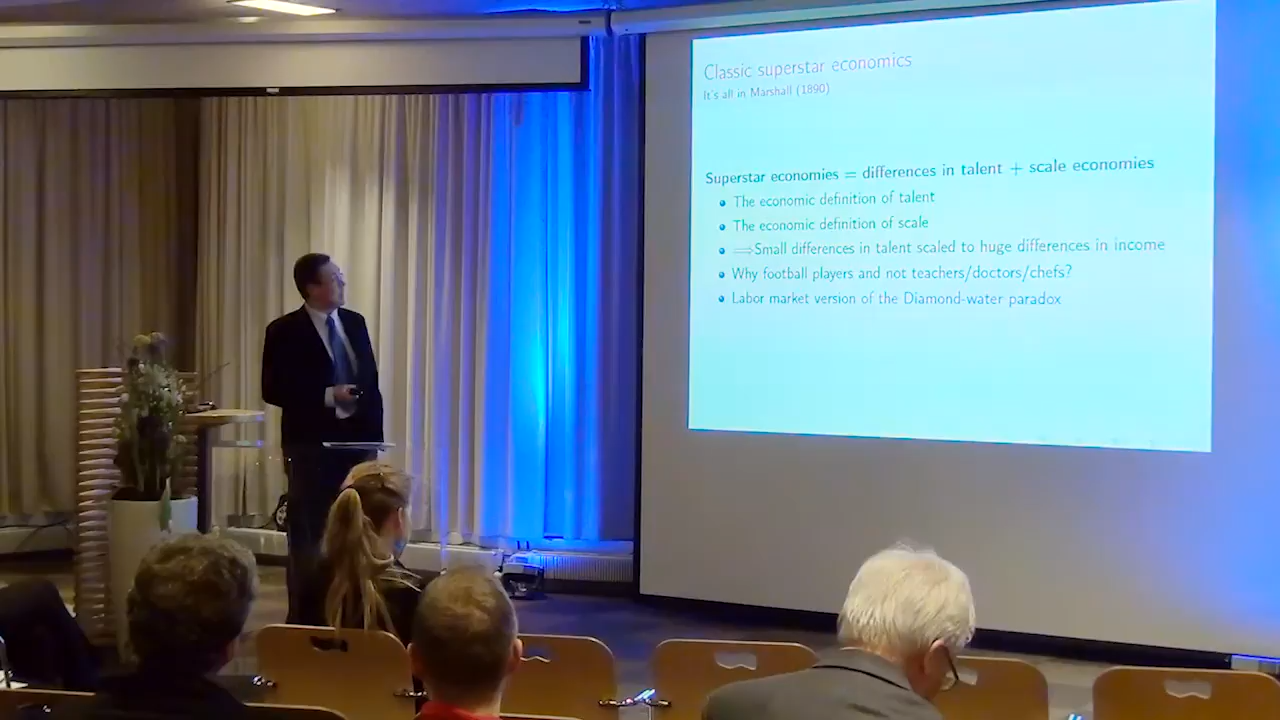 Classic superstar economics
It's all in Marshall (1890)
Superstar economies = differences in talent + scale economies
• The economic definition of talent
• The economic definition of scale
• ⟹Small differences in talent scaled to huge differences in income
• Why football players and not teachers/doctors/chefs?
• Labor market version of the Diamond-water paradox